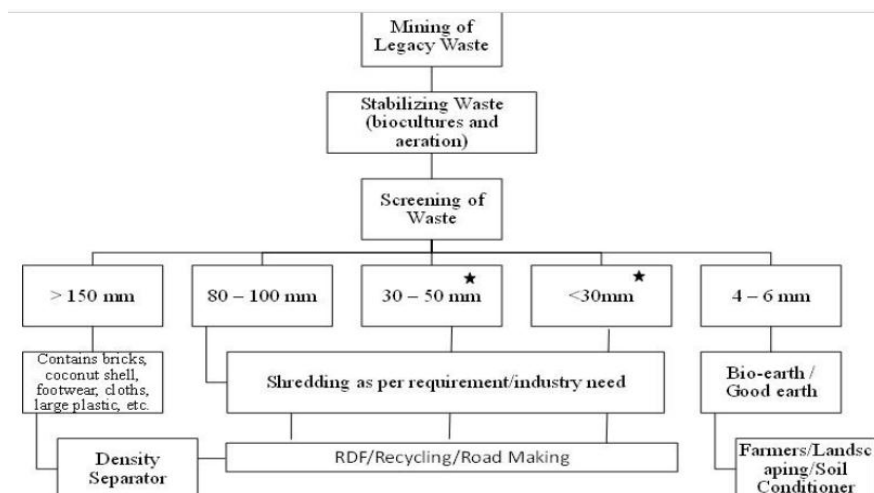 Mining of
Legacy Waste
Stabilizing Waste
(biocultures and
aeration)
Screening of
Waste
> 150 mm
80 – 100 mm
30 – 50 mm
<30mm
4 – 6 mm
Contains bricks,
coconut shell,
footwear, cloths,
large plastic, etc.
Shredding as per requirement/industry need
Bio-earth /
Good earth
Density
Separator
RDF/Recycling/Road Making
Farmers/Landsc
aping/Soil
Conditioner